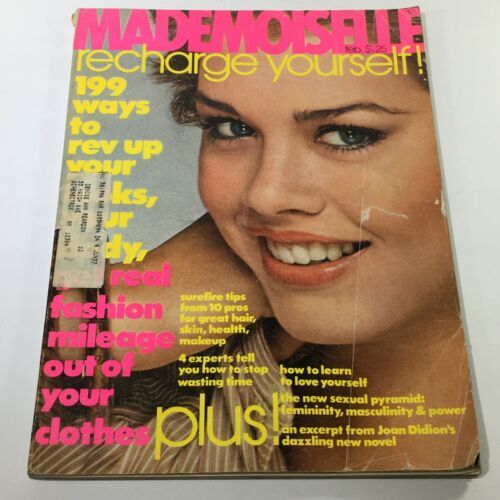 MADEMOISELLE
feb $1.25
recharge yourself!
199
ways
to
rev up
your
real
fashion
mileage
out of
your
clothes
surefire tips
from 10 pros
for great hair,
skin, health,
makeup
4 experts tell
you how to stop
wasting time
plus!
how to learn
to love yourself
the new sexual pyramid:
femininity, masculinity & power
an excerpt from Joan Didion's
dazzling new novel